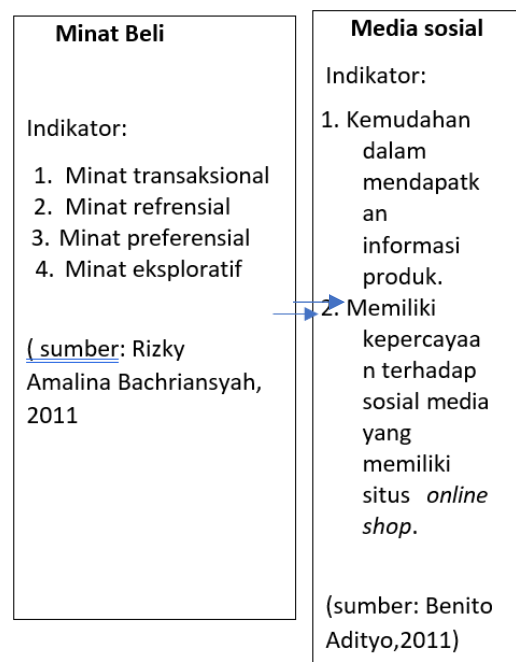 Minat Beli
Indikator:
1. Minat transaksional
2. Minat refrensial
3. Minat preferensial
4. Minat eksploratif
( sumber: Rizky
Amalina Bachriansyah,
2011
Media sosial
Indikator:
1. Kemudahan
dalam
mendapatk
an
informasi
produk.
2. Memiliki
kepercayaa
n terhadap
sosial media
yang
memiliki
situs online
shop.
(sumber: Benito
Adityo,2011)